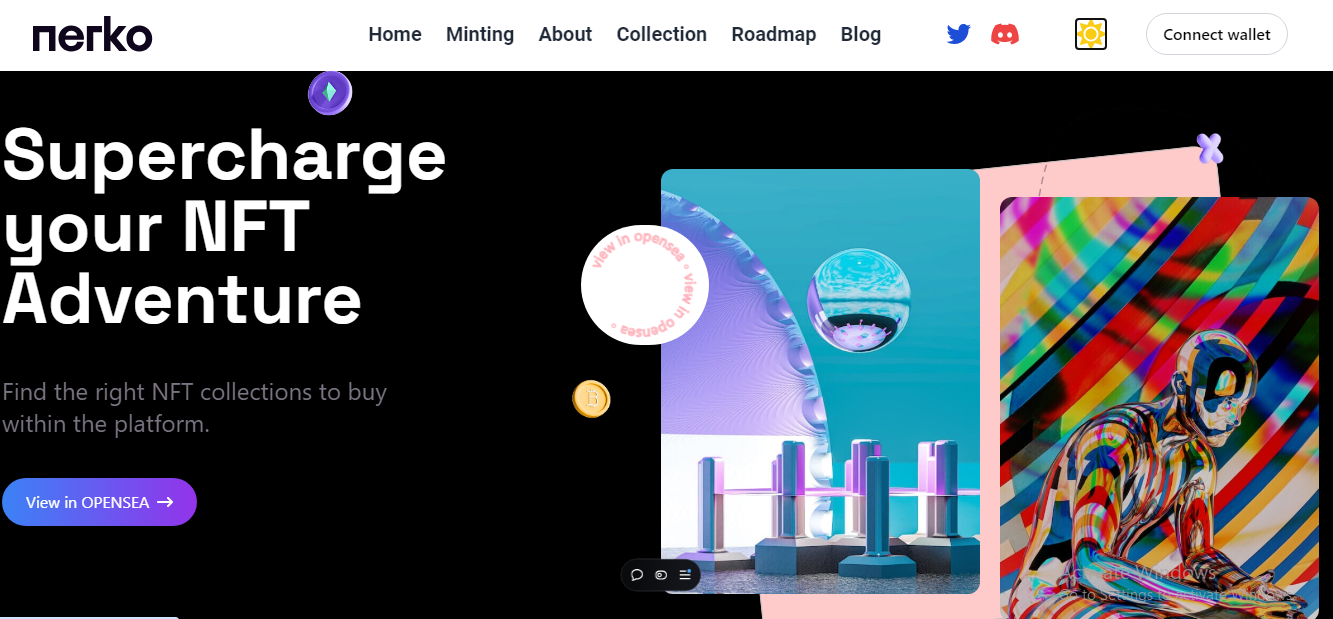 nerko
Home Minting About Collection Roadmap Blog
Connect wallet
Supercharge
your NFT
Adventure
Find the right NFT collections to buy
within the platform.
View in OPENSEA →
view in opensea ° view in opensea °
B
Activate Windows
Go to Settings to activate Windows.